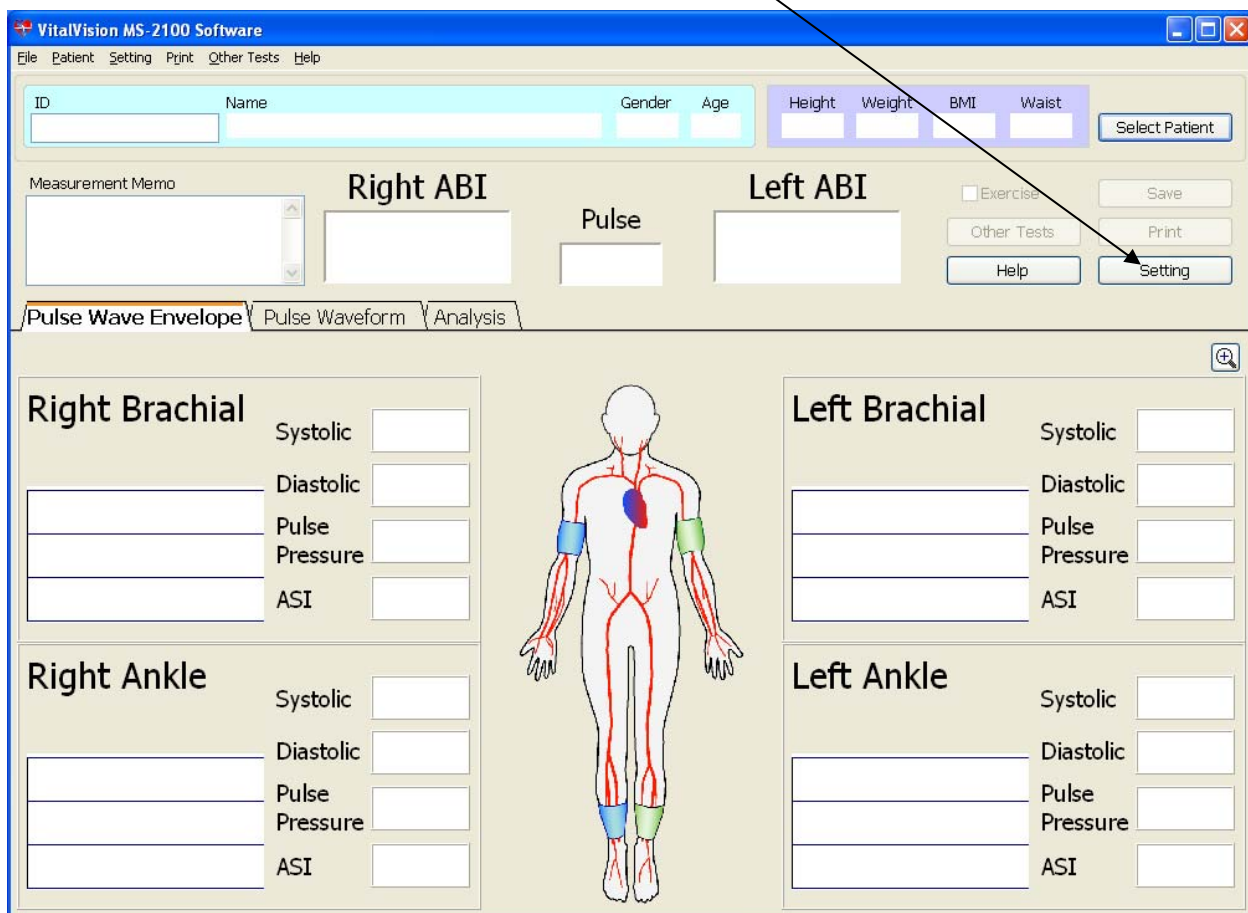 VitalVision MS-2100 Software
File Patient Setting Print Other Tests Help
ID Name Gender Age Height Weight BMI Waist
Select Patient
Measurement Memo Right ABI Pulse Left ABI
Exercise Save
Other Tests Print
Help Setting
Pulse Wave Envelope Pulse Waveform Analysis
Right Brachial
Systolic
Diastolic
Pulse
Pressure
ASI
Left Brachial
Systolic
Diastolic
Pulse
Pressure
ASI
Right Ankle
Systolic
Diastolic
Pulse
Pressure
ASI
Left Ankle
Systolic
Diastolic
Pulse
Pressure
ASI